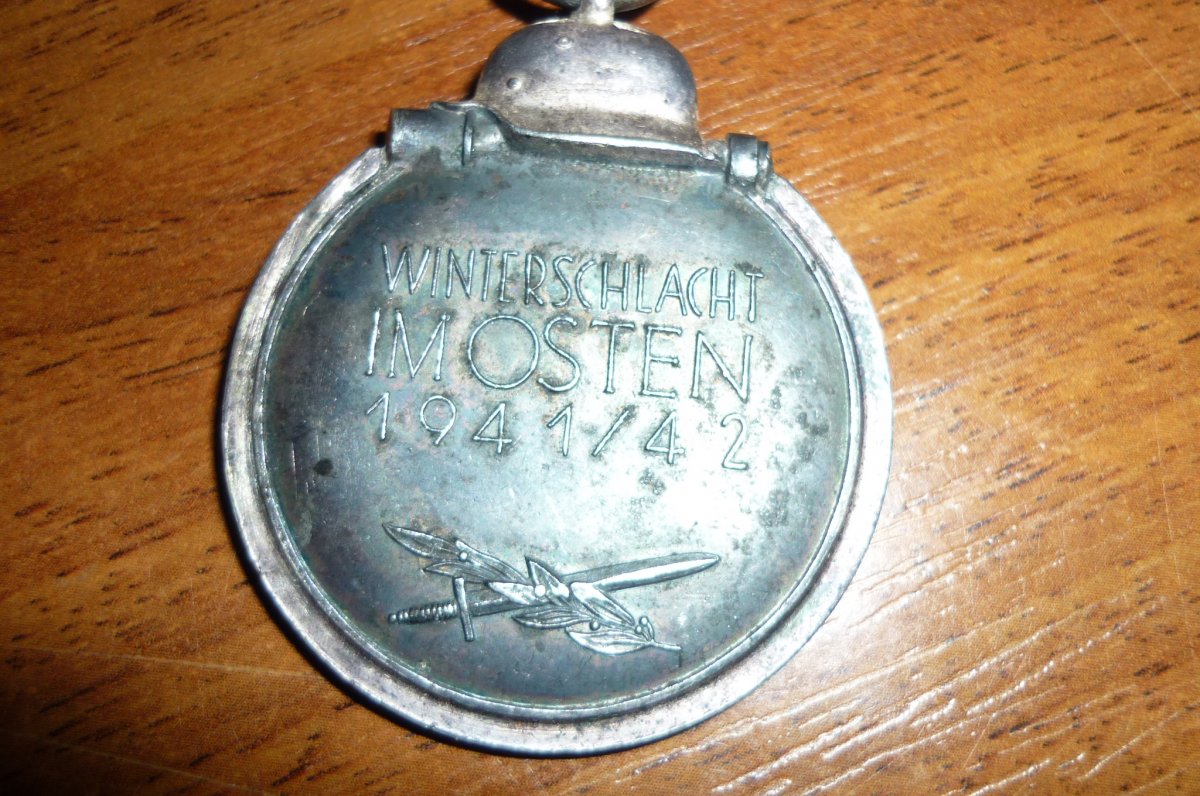 WINTERSCHLACHT
IM OSTEN
1941/42